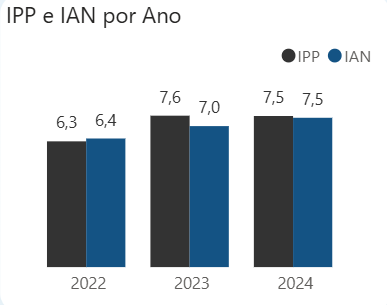 IPP e IAN por Ano
IPP IAN
7,6 7,5 7,5
6,3 6,4 7,0
2022 2023 2024